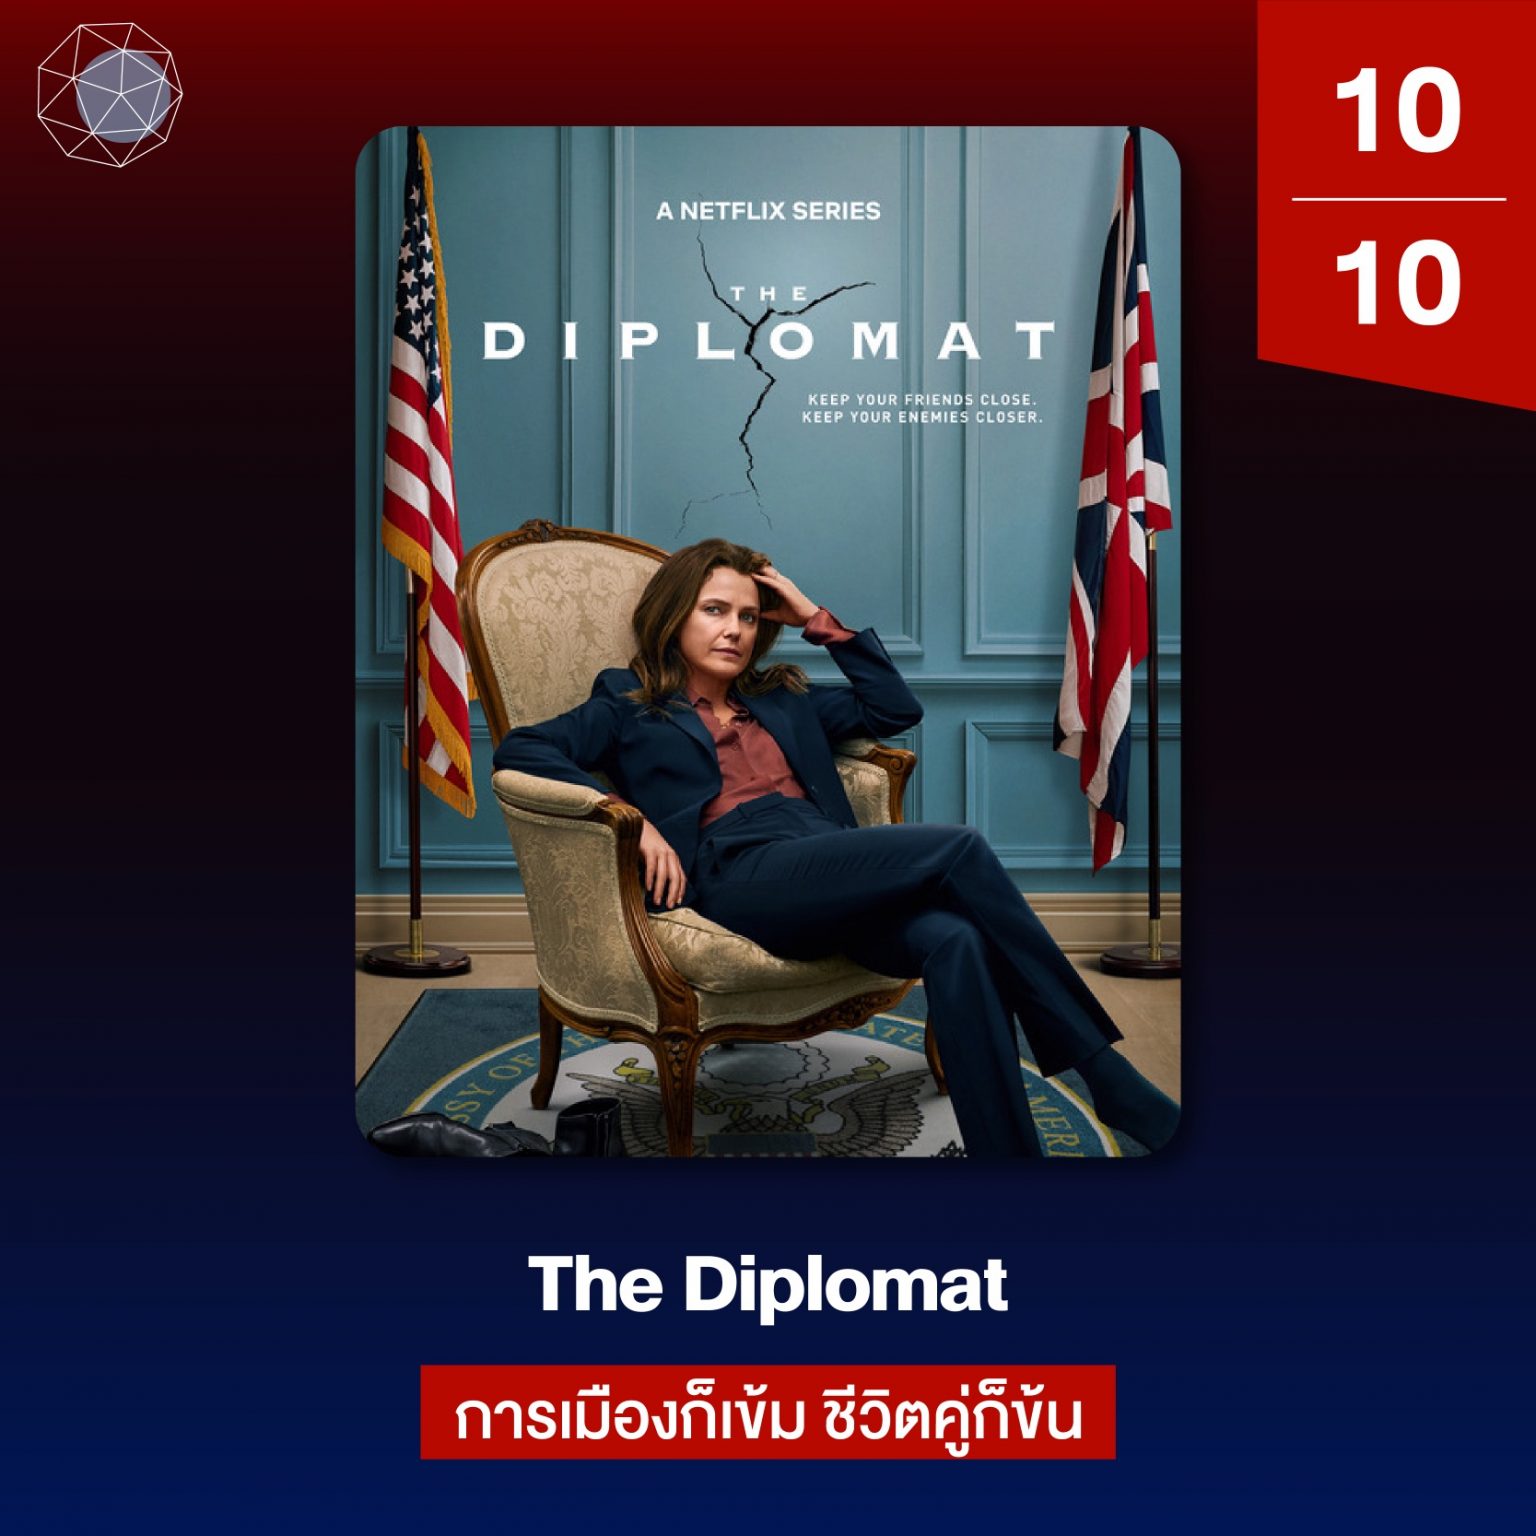 10
10
A NETFLIX SERIES
THE
DIPLOMAT
KEEP YOUR FRIENDS CLOSE.
KEEP YOUR ENEMIES CLOSER.
The Diplomat
การเมืองก็เข้ม ชีวิตคู่ก็ข้น